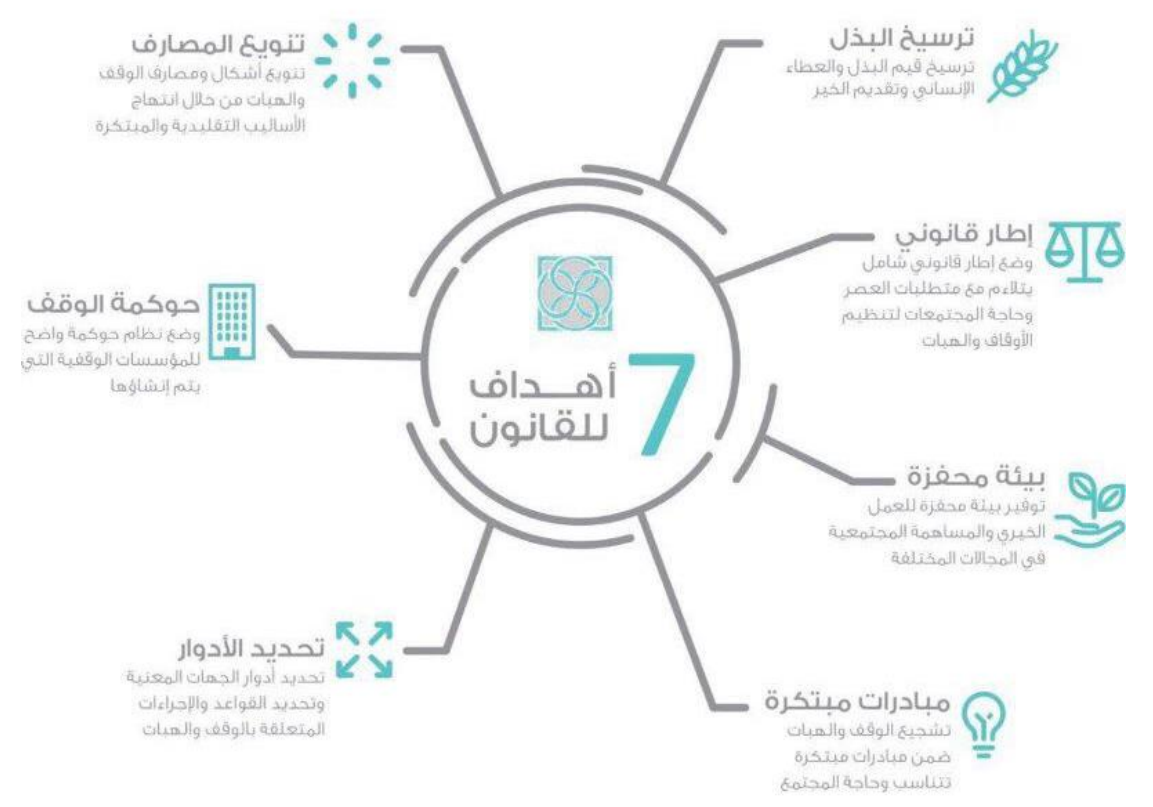 7
أهداف
للقانون
ترسيخ البذل
ترسيخ قيم البذل والعطاء
الإنساني وتقديم الخير
إطار قانوني
وضع إطار قانوني شامل
يتلاءم مع متطلبات العصر
وحاجة المجتمعات لتنظيم
الأوقاف والهبات
بيئة محفزة
توفير بيئة محفزة للعمل
الخيري والمساهمة المجتمعية
في المجالات المختلفة
مبادرات مبتكرة
تشجيع الوقف والهبات
ضمن مبادرات مبتكرة
تتناسب وحاجة المجتمع
تحديد الأدوار
تحديد أدوار الجهات المعنية
وتحديد القواعد والإجراءات
المتعلقة بالوقف والهبات
حوكمة الوقف
وضع نظام حوكمة واضح
للمؤسسات الوقفية التي
يتم إنشاؤها
تنويع المصارف
تنويع أشكال ومصارف الوقف
والهبات من خلال انتهاج
الأساليب التقليدية والمبتكرة